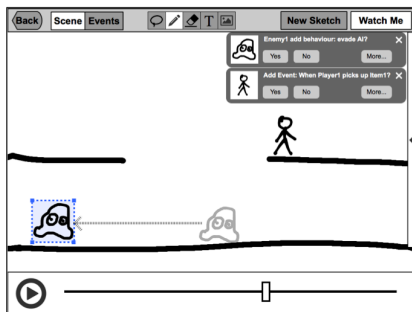 Back
Scene Events
T
New Sketch
Watch Me
Enemy1 add behaviour: evade AI?
Yes No More...
Add Event: When Player1 picks up Item1?
Yes No More...